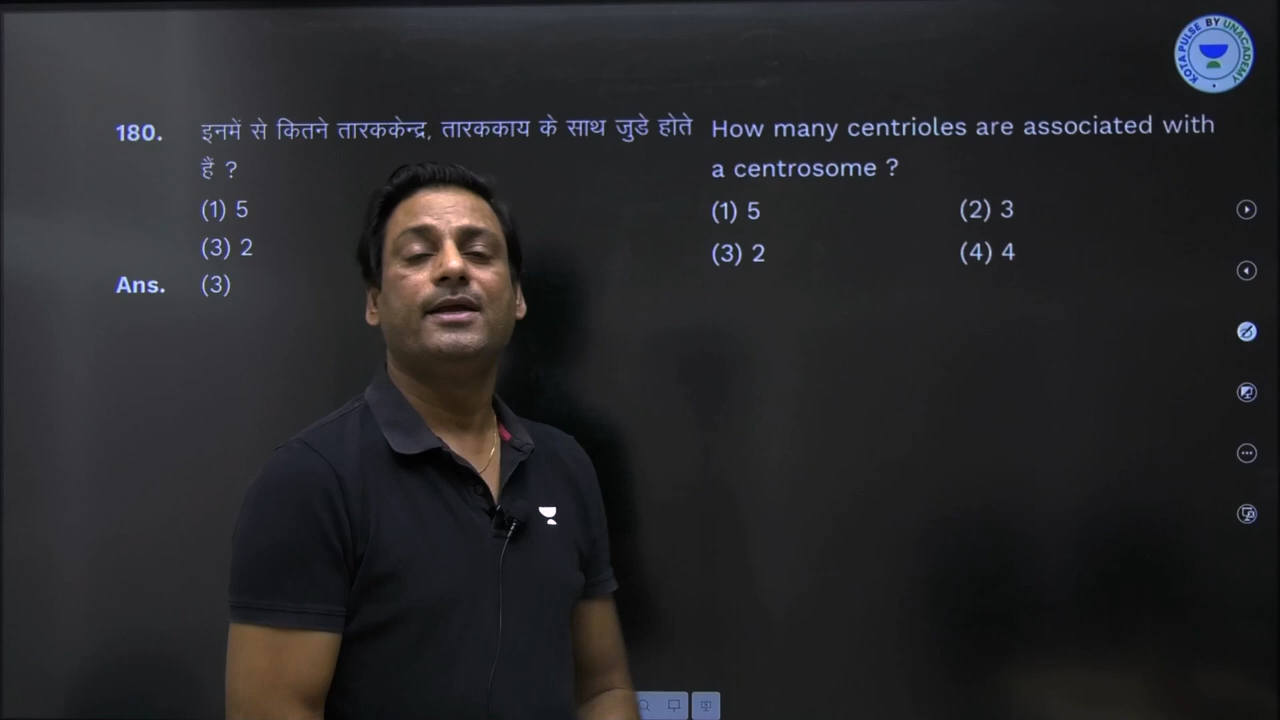 KOTA PULSE BY UNACADEMY
180. इनमें से कितने तारककेन्द्र, तारककाय के साथ जुडे होते
हैं ?
(1) 5
(3) 2
Ans. (3)
How many centrioles are associated with
a centrosome ?
(1) 5 (2) 3
(3) 2 (4) 4